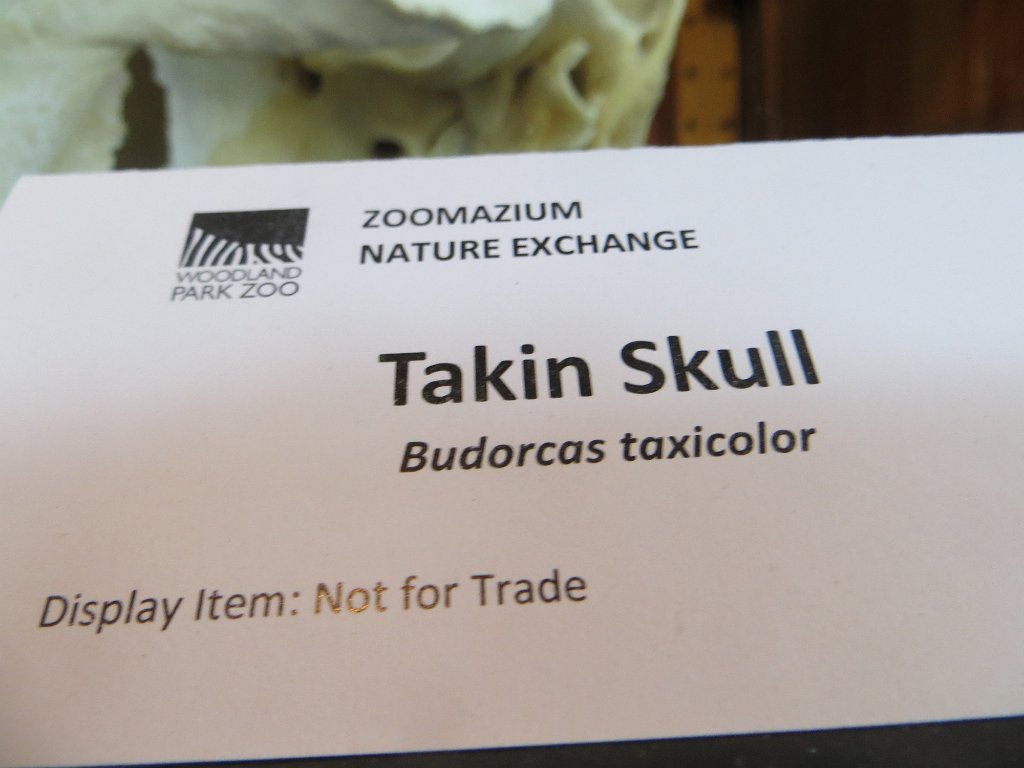 WOODLAND
PARK ZOO
ZOOMAZIUM
NATURE EXCHANGE
Takin Skull
Budorcas taxicolor
Display Item: Not for Trade